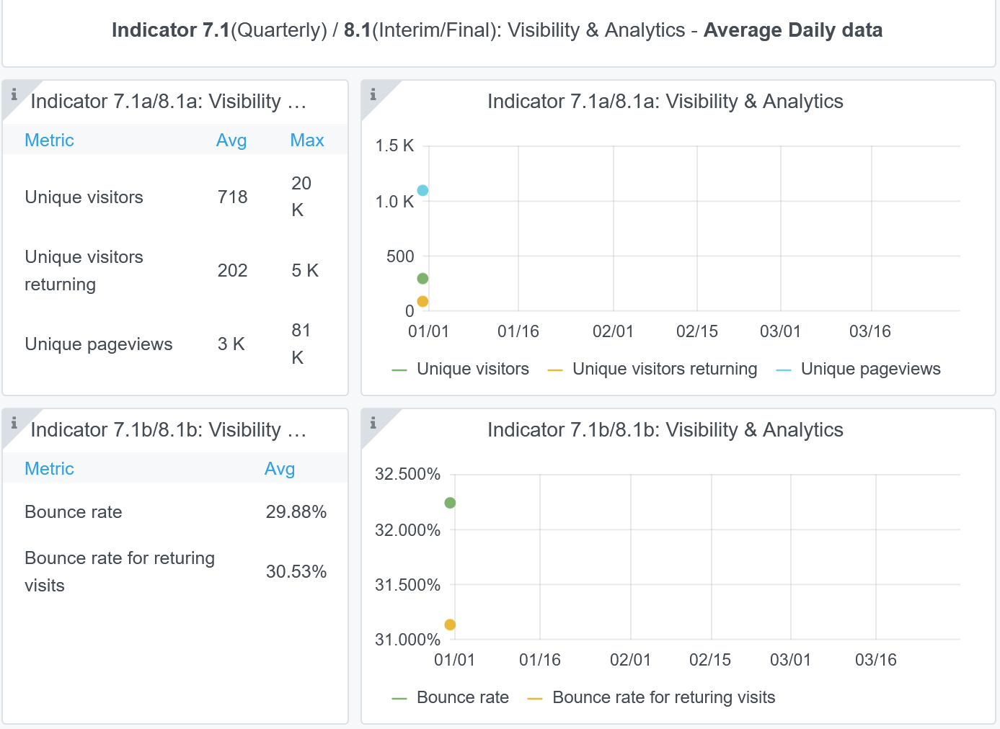 Indicator 7.1(Quarterly) / 8.1(Interim/Final): Visibility & Analytics - Average Daily data
i
Indicator 7.1a/8.1a: Visibility …
Metric Avg Max
Unique visitors 718 20
K
Unique visitors
returning 202 5 K
Unique pageviews 3 K 81
K
i
Indicator 7.1a/8.1a: Visibility & Analytics
1.5 K
1.0 K
500
0
01/01 01/16 02/01 02/15 03/01 03/16
Unique visitors Unique visitors returning Unique pageviews
i
Indicator 7.1b/8.1b: Visibility …
Metric Avg
Bounce rate 29.88%
Bounce rate for returing
visits 30.53%
i
Indicator 7.1b/8.1b: Visibility & Analytics
32.500%
32.000%
31.500%
31.000%
01/01 01/16 02/01 02/15 03/01 03/16
Bounce rate Bounce rate for returing visits